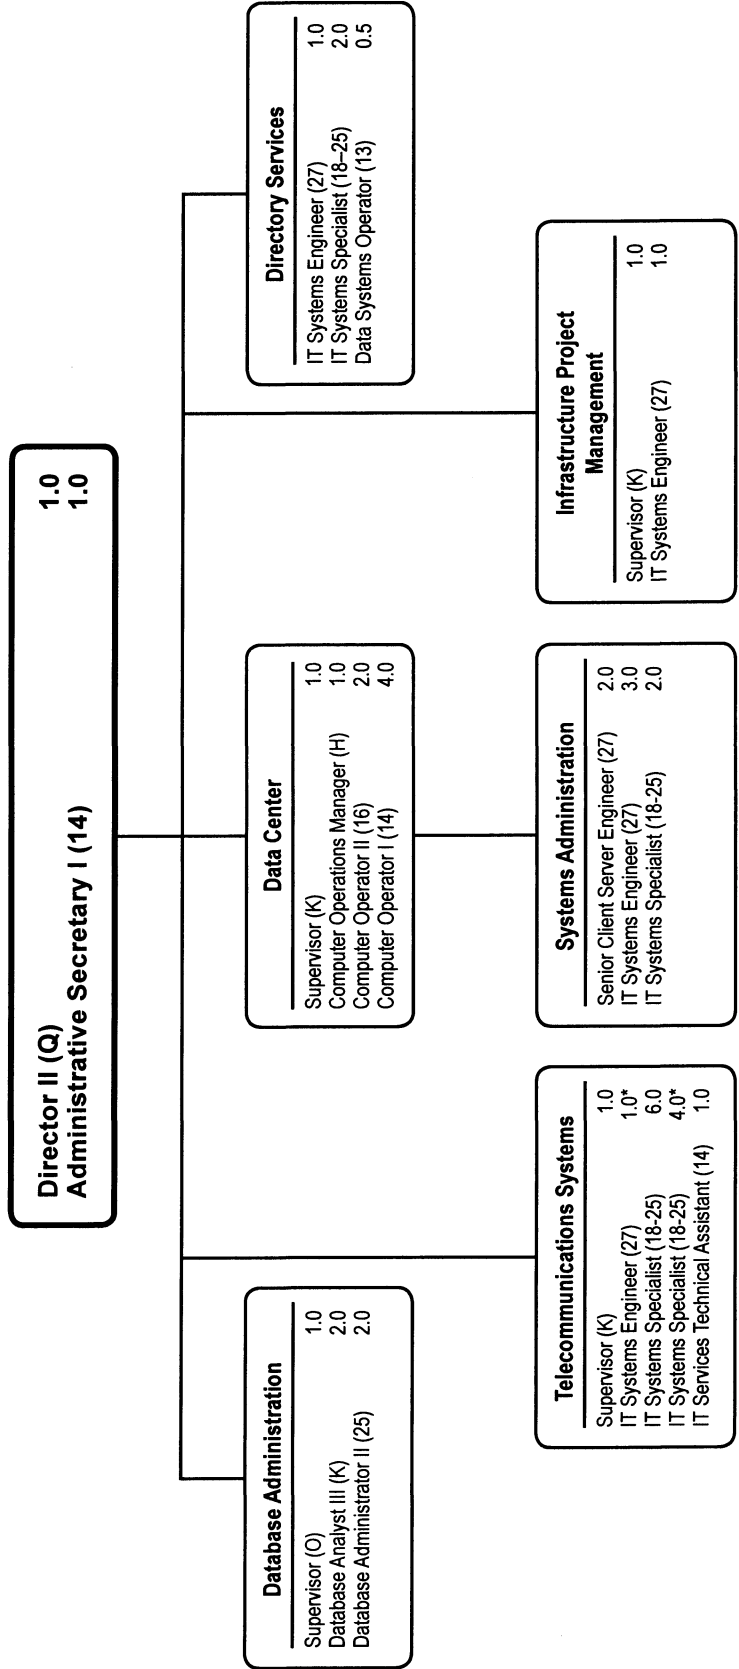 Director II (Q) 1.0
Administrative Secretary I (14) 1.0
Database Administration
Supervisor (O) 1.0
Database Analyst III (K) 2.0
Database Administrator II (25) 2.0
Data Center
Supervisor (K) 1.0
Computer Operations Manager (H) 1.0
Computer Operator II (16) 2.0
Computer Operator I (14) 4.0
Directory Services
IT Systems Engineer (27) 1.0
IT Systems Specialist (18–25) 2.0
Data Systems Operator (13) 0.5
Telecommunications Systems
Supervisor (K) 1.0
IT Systems Engineer (27) 1.0*
IT Systems Specialist (18-25) 6.0
IT Systems Specialist (18-25) 4.0*
IT Services Technical Assistant (14) 1.0
Systems Administration
Senior Client Server Engineer (27) 2.0
IT Systems Engineer (27) 3.0
IT Systems Specialist (18-25) 2.0
Infrastructure Project
Management
Supervisor (K) 1.0
IT Systems Engineer (27) 1.0